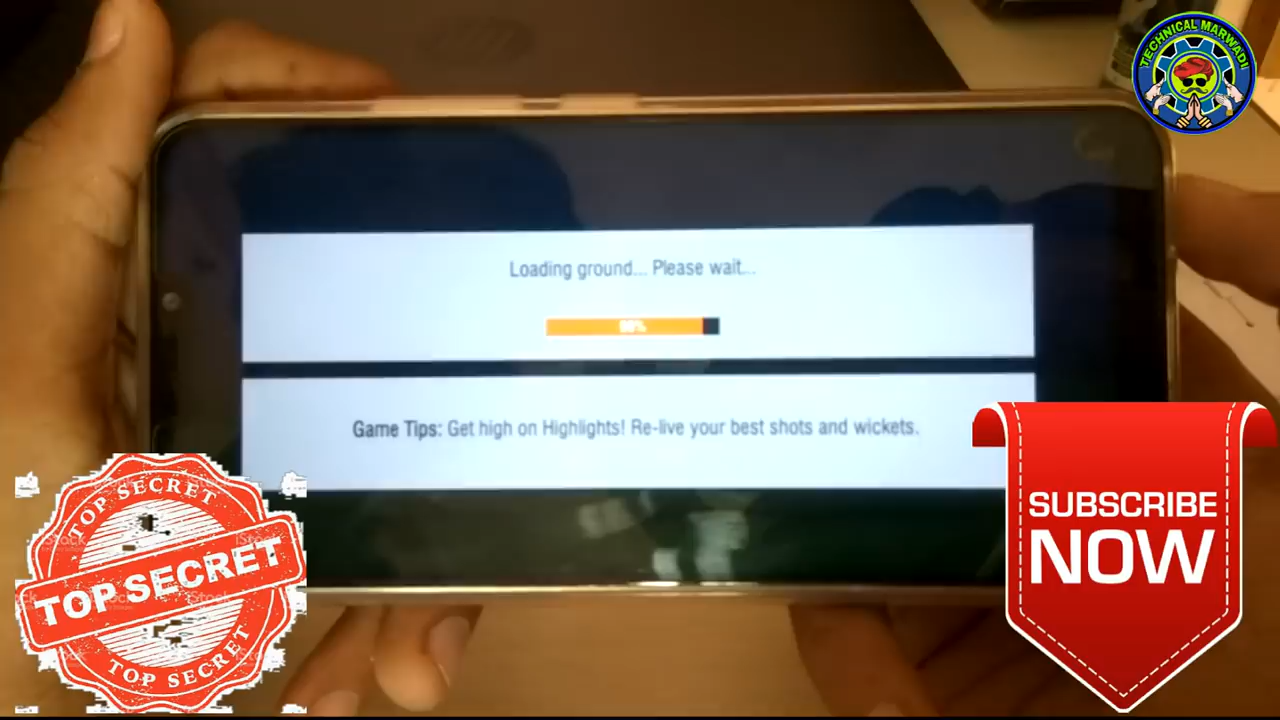 TECHNICAL MARWADI
Loading ground... Please wait...
Game Tips: Get high on Highlights! Re-live your best shots and wickets.
TOP SECRET
TOP SECRET
TOP SECRET
SUBSCRIBE
NOW